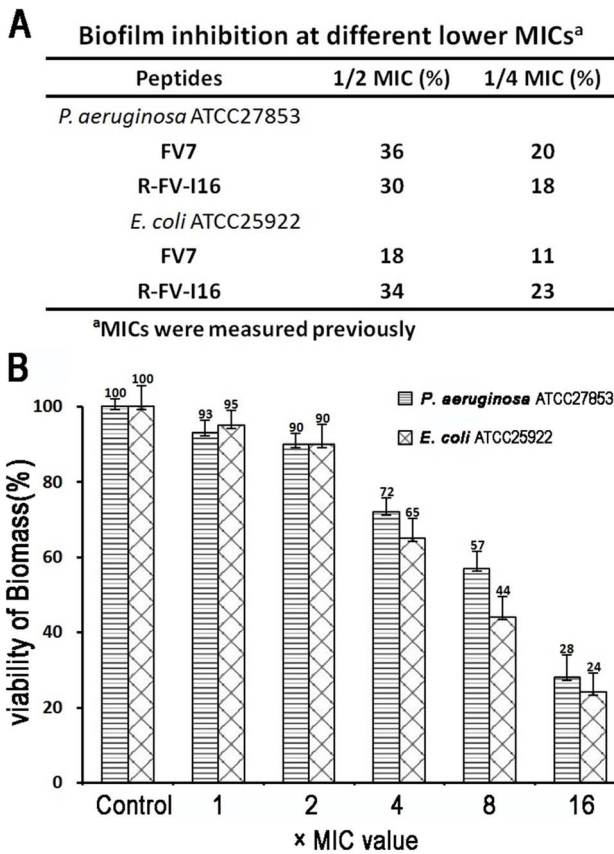 A
Biofilm inhibition at different lower MICsᵃ
Peptides 1/2 MIC (%) 1/4 MIC (%)
P. aeruginosa ATCC27853
FV7 36 20
R-FV-I16 30 18
E. coli ATCC25922
FV7 18 11
R-FV-I16 34 23
ᵃMICs were measured previously
B
P. aeruginosa ATCC27853
E. coli ATCC25922
viability of Biomass(%)
100
80
60
40
20
0
100 100
93 95
90 90
72 65
57 44
28 24
Control 1 2 4 8 16
× MIC value